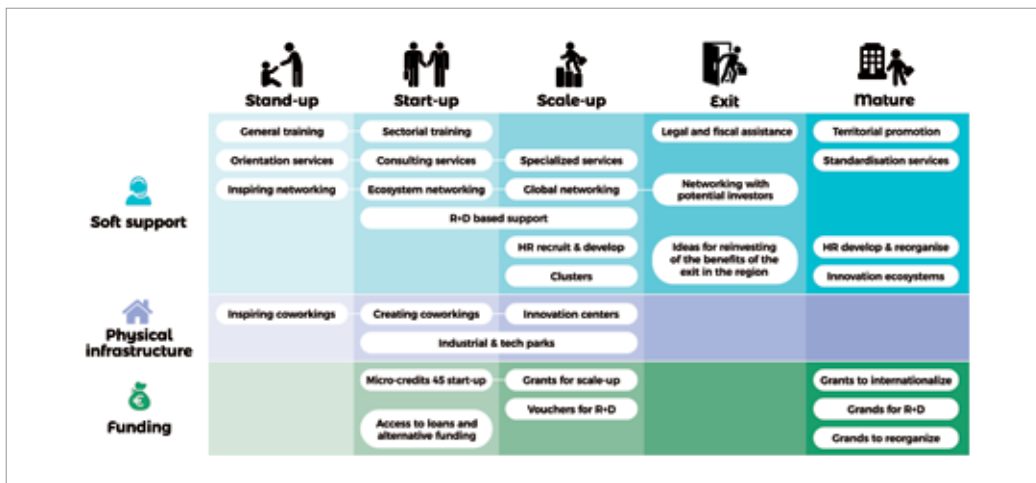 Stand-up
Start-up
Scale-up
Exit
Mature
Soft support
General training
Sectorial training
Legal and fiscal assistance
Territorial promotion
Orientation services
Consulting services
Specialized services
Standardisation services
Inspiring networking
Ecosystem networking
Global networking
Networking with
potential investors
R+D based support
HR recruit & develop
Ideas for reinvesting
of the benefits of the
exit in the region
HR develop & reorganise
Clusters
Innovation ecosystems
Physical
infrastructure
Inspiring coworkings
Creating coworkings
Innovation centers
Industrial & tech parks
Funding
Micro-credits 45 start-up
Grants for scale-up
Grants to internationalize
Vouchers for R+D
Grands for R+D
Access to loans and
alternative funding
Grands to reorganize